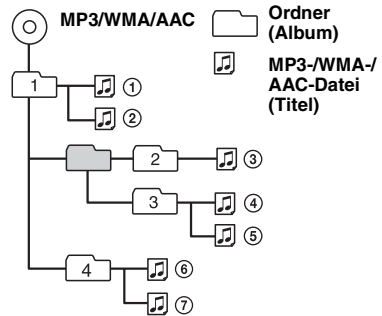 MP3/WMA/AAC
Ordner
(Album)
MP3-/WMA-/
AAC-Datei
(Titel)
1
①
②
2
③
3
④
⑤
4
⑥
⑦